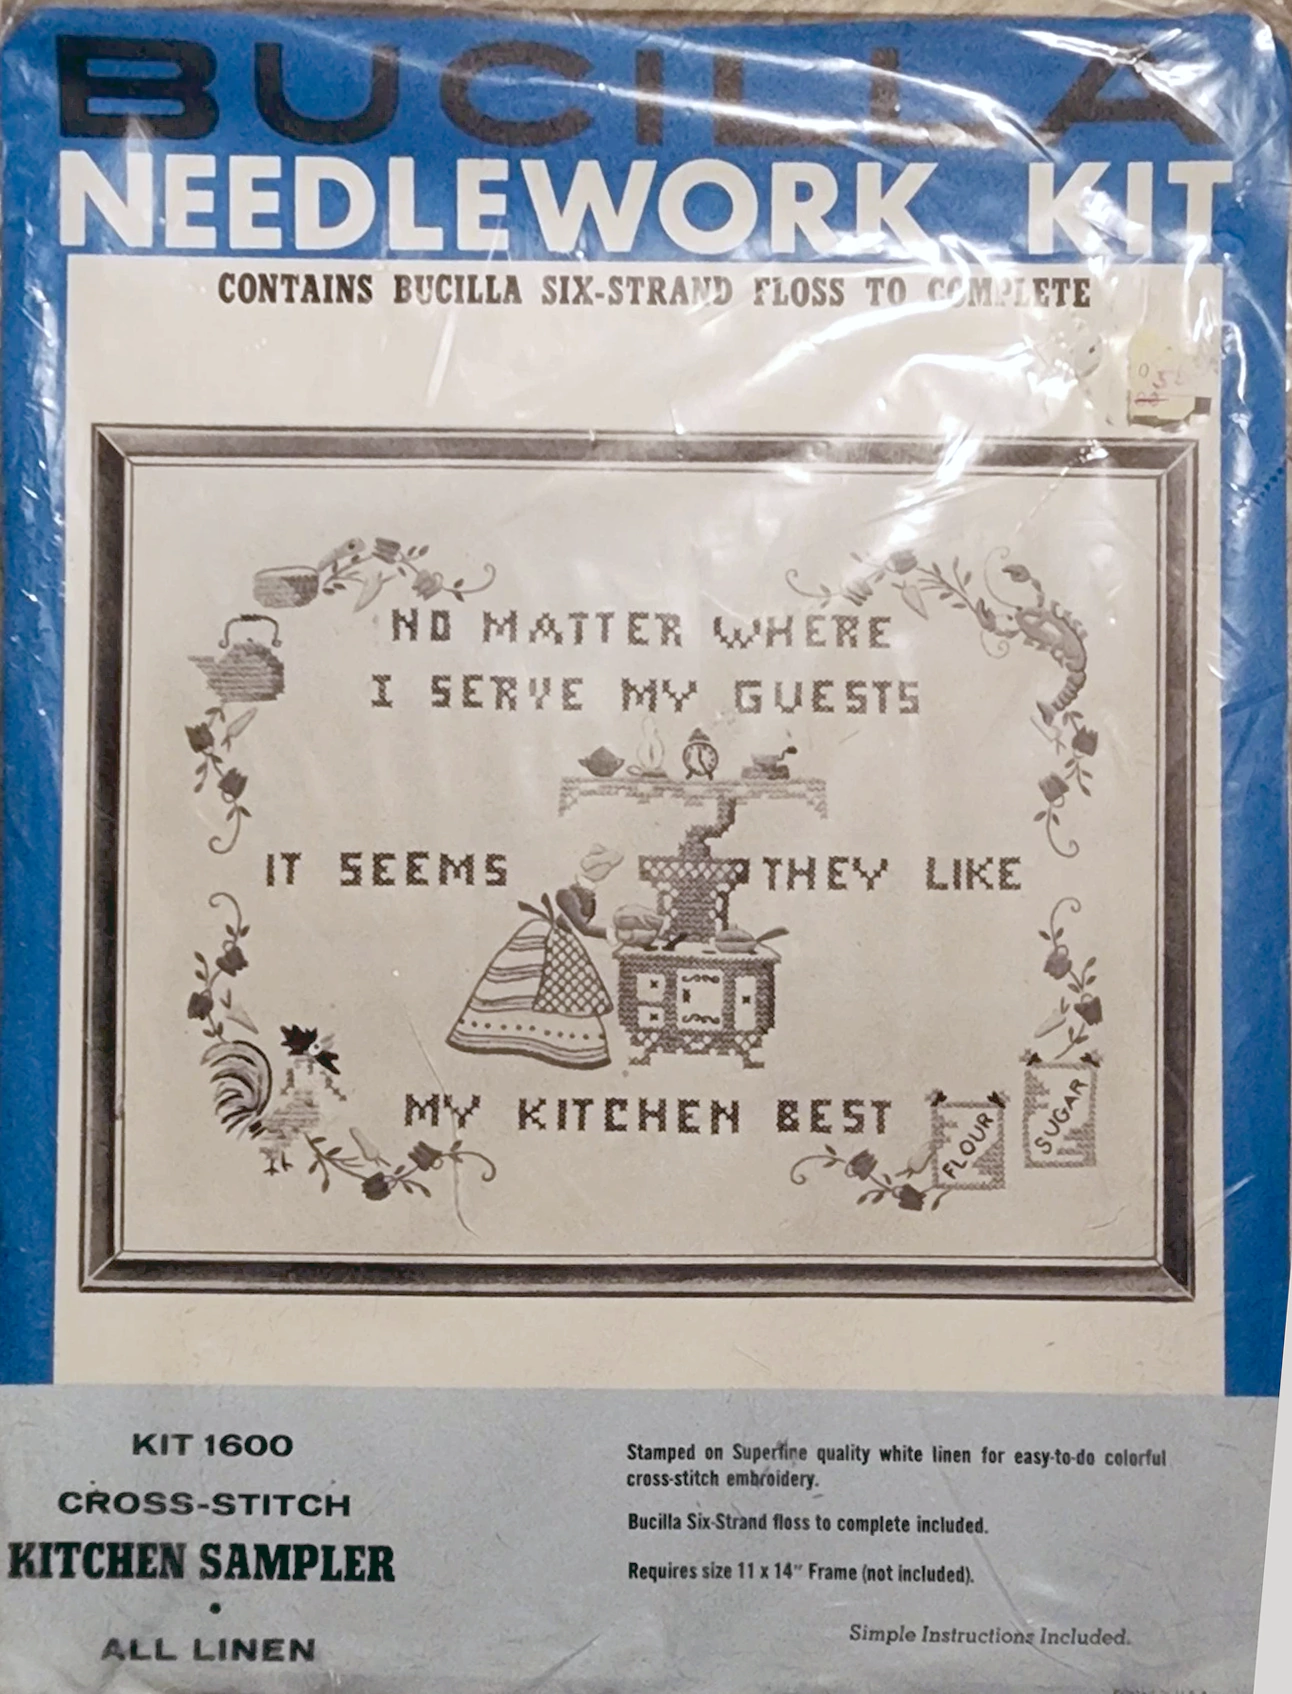 BUCILLA
NEEDLEWORK KIT
CONTAINS BUCILLA SIX-STRAND FLOSS TO COMPLETE
NO MATTER WHERE
I SERVE MY GUESTS
IT SEEMS THEY LIKE
MY KITCHEN BEST
FLOUR
SUGAR
KIT 1600
CROSS-STITCH
KITCHEN SAMPLER
•
ALL LINEN
Stamped on Superfine quality white linen for easy-to-do colorful
cross-stitch embroidery.
Bucilla Six-Strand floss to complete included.
Requires size 11 x 14" Frame (not included).
Simple Instructions Included.